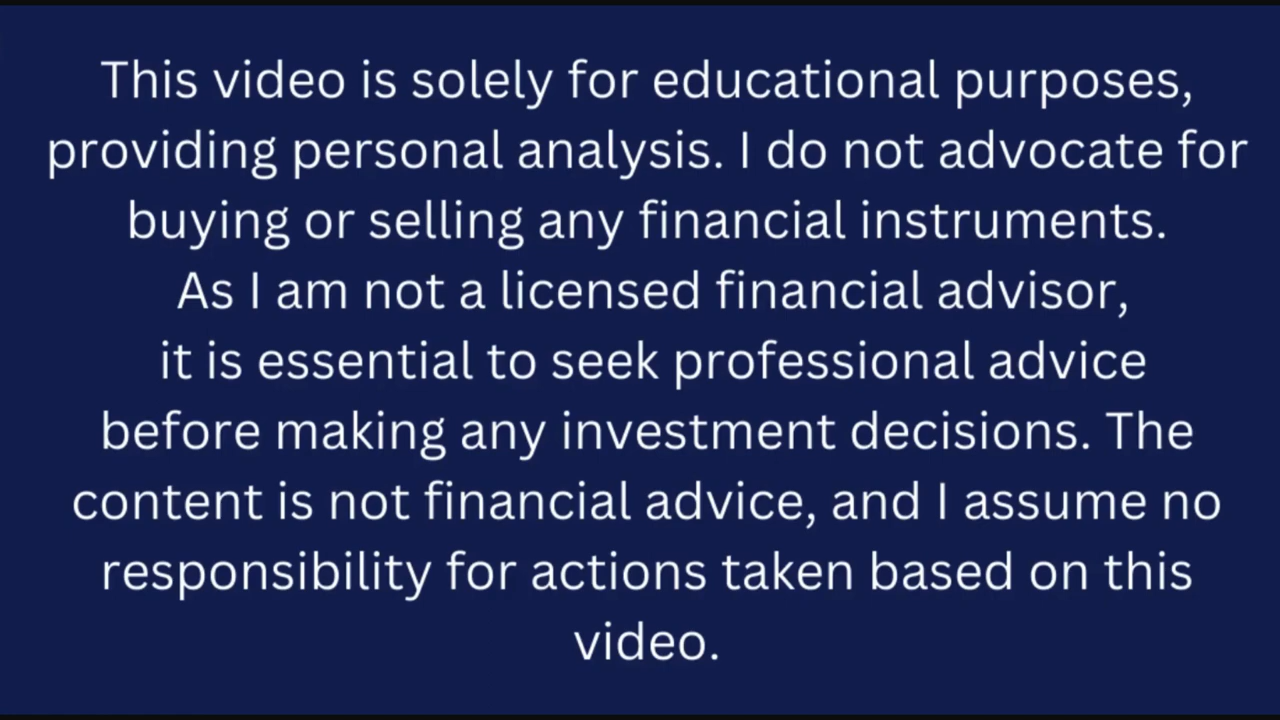 This video is solely for educational purposes,
providing personal analysis. I do not advocate for
buying or selling any financial instruments.
As I am not a licensed financial advisor,
it is essential to seek professional advice
before making any investment decisions. The
content is not financial advice, and I assume no
responsibility for actions taken based on this
video.